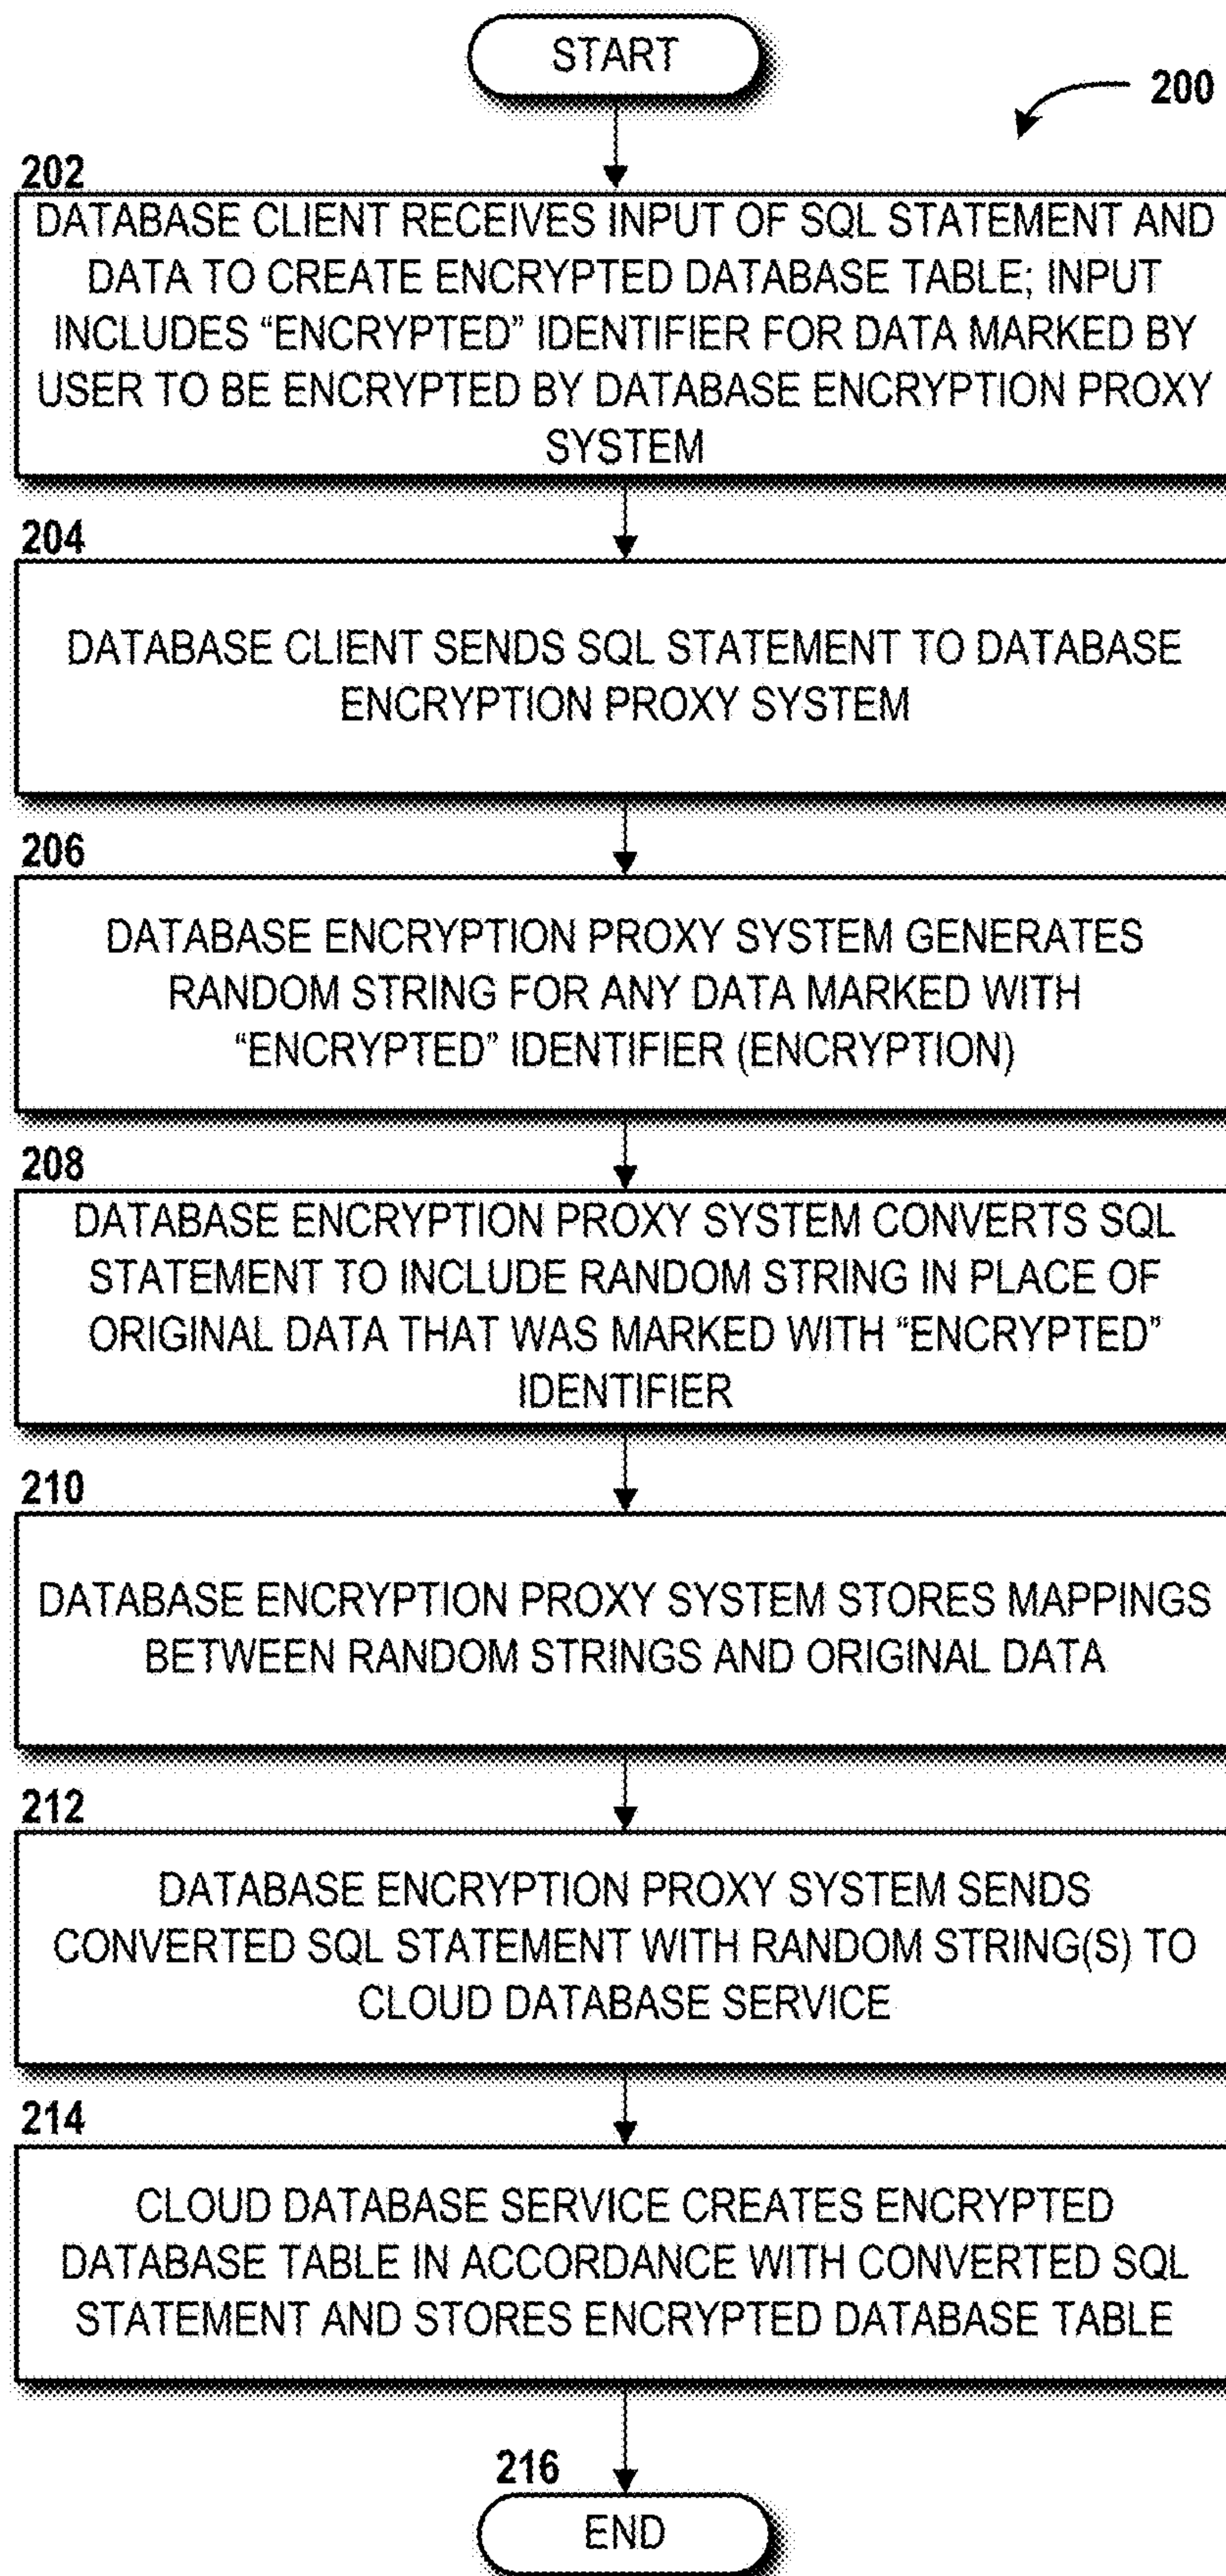 START
200
202
DATABASE CLIENT RECEIVES INPUT OF SQL STATEMENT AND
DATA TO CREATE ENCRYPTED DATABASE TABLE; INPUT
INCLUDES “ENCRYPTED” IDENTIFIER FOR DATA MARKED BY
USER TO BE ENCRYPTED BY DATABASE ENCRYPTION PROXY
SYSTEM
204
DATABASE CLIENT SENDS SQL STATEMENT TO DATABASE
ENCRYPTION PROXY SYSTEM
206
DATABASE ENCRYPTION PROXY SYSTEM GENERATES
RANDOM STRING FOR ANY DATA MARKED WITH
“ENCRYPTED” IDENTIFIER (ENCRYPTION)
208
DATABASE ENCRYPTION PROXY SYSTEM CONVERTS SQL
STATEMENT TO INCLUDE RANDOM STRING IN PLACE OF
ORIGINAL DATA THAT WAS MARKED WITH “ENCRYPTED”
IDENTIFIER
210
DATABASE ENCRYPTION PROXY SYSTEM STORES MAPPINGS
BETWEEN RANDOM STRINGS AND ORIGINAL DATA
212
DATABASE ENCRYPTION PROXY SYSTEM SENDS
CONVERTED SQL STATEMENT WITH RANDOM STRING(S) TO
CLOUD DATABASE SERVICE
214
CLOUD DATABASE SERVICE CREATES ENCRYPTED
DATABASE TABLE IN ACCORDANCE WITH CONVERTED SQL
STATEMENT AND STORES ENCRYPTED DATABASE TABLE
216
END